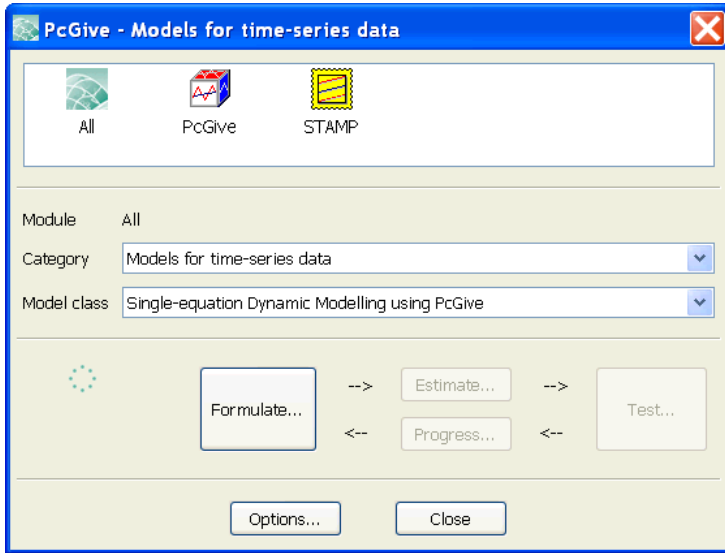 PcGive - Models for time-series data
All PcGive STAMP
Module All
Category Models for time-series data
Model class Single-equation Dynamic Modelling using PcGive
Formulate... --> Estimate... --> Test...
<-- Progress... <--
Options... Close